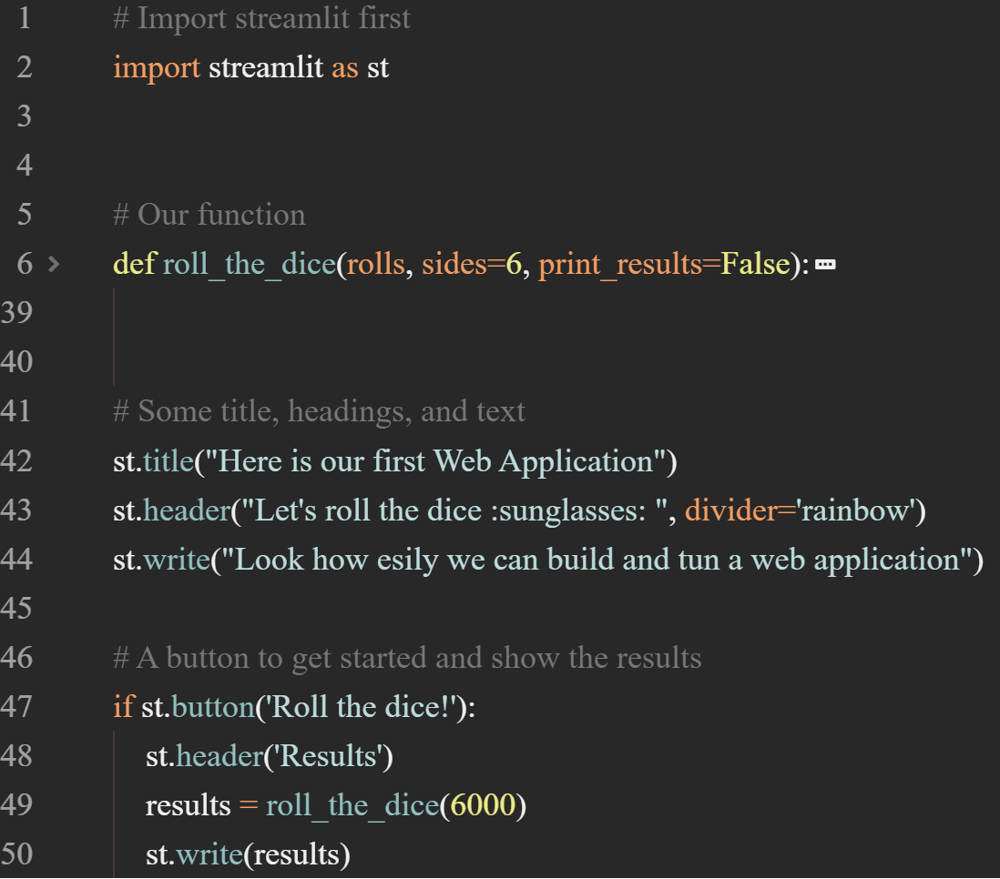 1 # Import streamlit first
2 import streamlit as st
3
4
5 # Our function
6 def roll_the_dice(rolls, sides=6, print_results=False):
39
40
41 # Some title, headings, and text
42 st.title("Here is our first Web Application")
43 st.header("Let's roll the dice :sunglasses: ", divider='rainbow')
44 st.write("Look how esily we can build and tun a web application")
45
46 # A button to get started and show the results
47 if st.button('Roll the dice!'):
48 st.header('Results')
49 results = roll_the_dice(6000)
50 st.write(results)